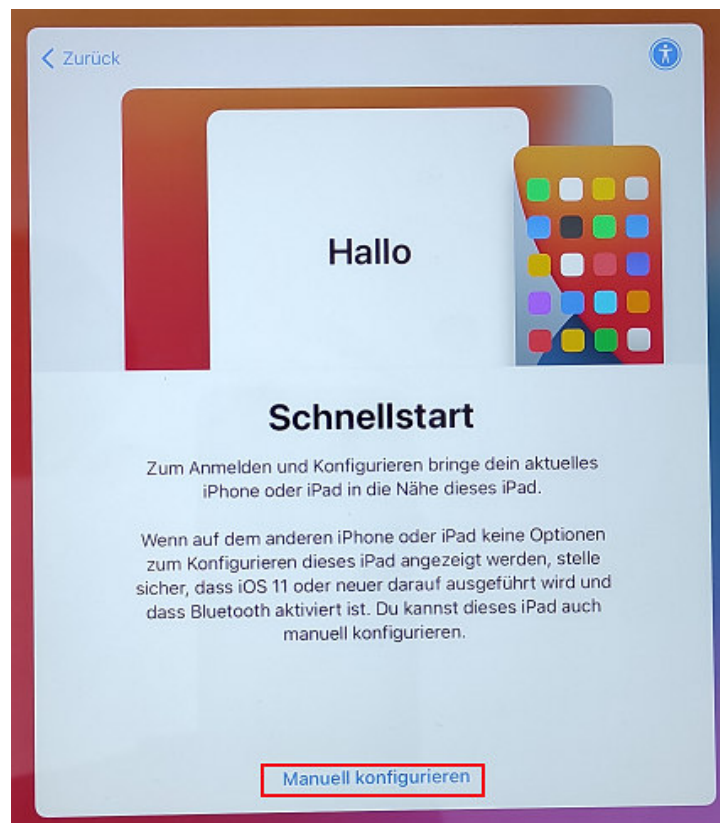 Zurück
Hallo
Schnellstart
Zum Anmelden und Konfigurieren bringe dein aktuelles
iPhone oder iPad in die Nähe dieses iPad.
Wenn auf dem anderen iPhone oder iPad keine Optionen
zum Konfigurieren dieses iPad angezeigt werden, stelle
sicher, dass iOS 11 oder neuer darauf ausgeführt wird und
dass Bluetooth aktiviert ist. Du kannst dieses iPad auch
manuell konfigurieren.
Manuell konfigurieren